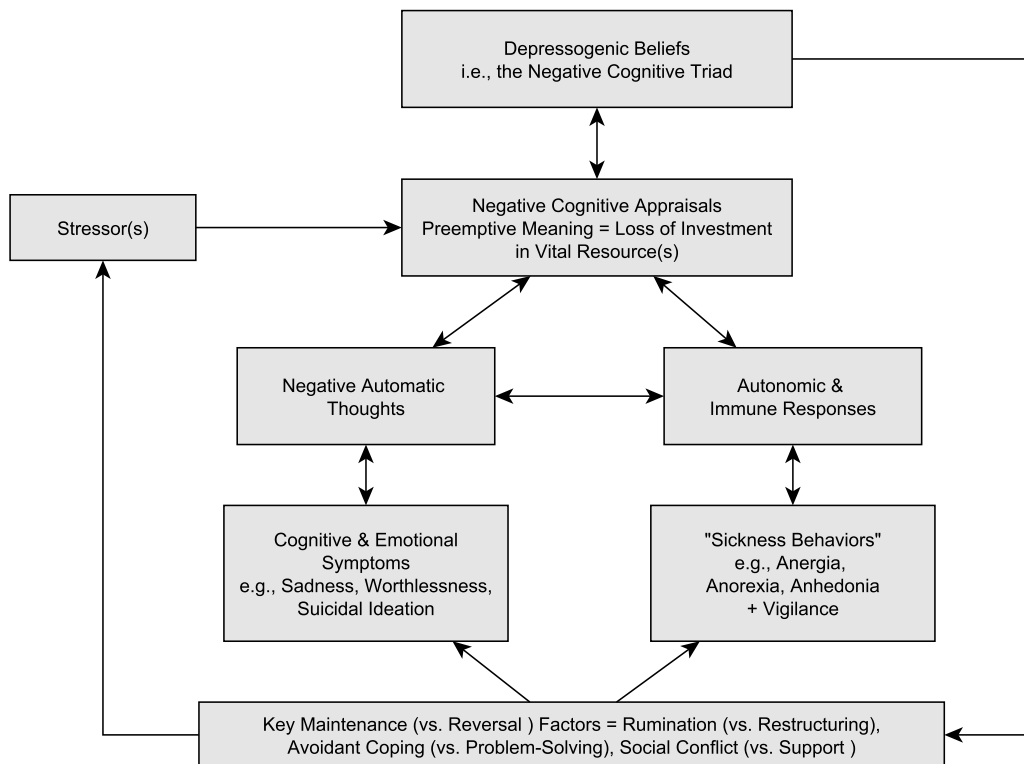 Depressogenic Beliefs
i.e., the Negative Cognitive Triad
Stressor(s)
Negative Cognitive Appraisals
Preemptive Meaning = Loss of Investment
in Vital Resource(s)
Negative Automatic
Thoughts
Autonomic &
Immune Responses
Cognitive & Emotional
Symptoms
e.g., Sadness, Worthlessness,
Suicidal Ideation
"Sickness Behaviors"
e.g., Anergia,
Anorexia, Anhedonia
+ Vigilance
Key Maintenance (vs. Reversal ) Factors = Rumination (vs. Restructuring),
Avoidant Coping (vs. Problem-Solving), Social Conflict (vs. Support )